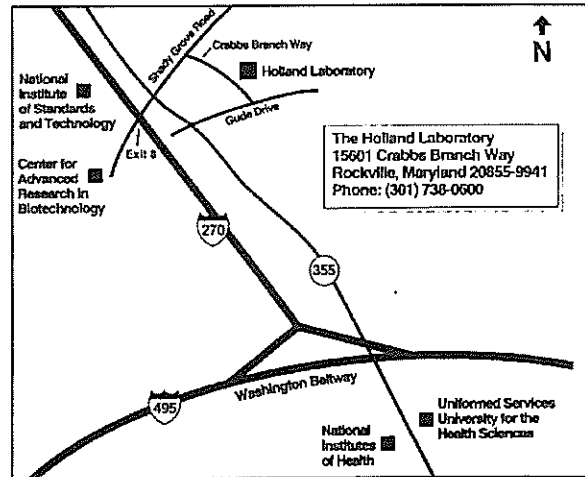 Shady Grove Road
Crabbs Branch Way
N
Holland Laboratory
National
Institute
of Standards
and Technology
Gude Drive
Exit 8
Center for
Advanced
Research in
Biotechnology
The Holland Laboratory
15601 Crabbs Branch Way
Rockville, Maryland 20855-9941
Phone: (301) 738-0600
270
355
Washington Beltway
495
Uniformed Services
University for the
Health Sciences
National
Institutes
of Health